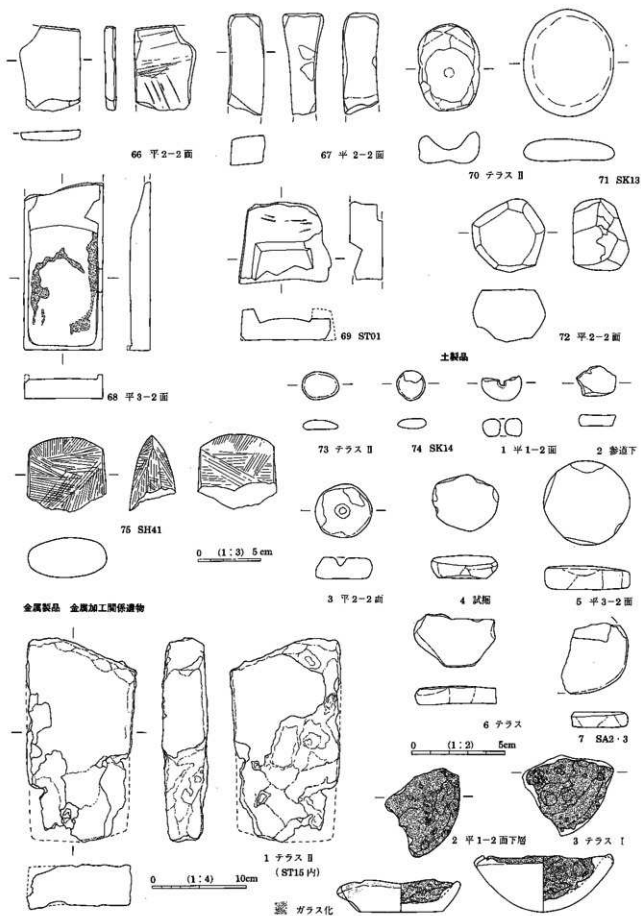 66 平2-2面
67 平2-2面
70 テラスⅡ
71 SK13
68 平3-2面
69 ST01
72 平2-2面
土製品
73 テラスⅡ
74 SK14
1 平1-2面
2 参道下
75 SH41
0 (1:3) 5cm
3 平2-2面
4 試掘
5 平3-2面
金属製品 金属加工関係遺物
6 テラス
7 SA2・3
0 (1:2) 5cm
1 テラスⅡ
(ST15内)
2 平1-2面下層
3 テラスⅠ
0 (1:4) 10cm
ガラス化